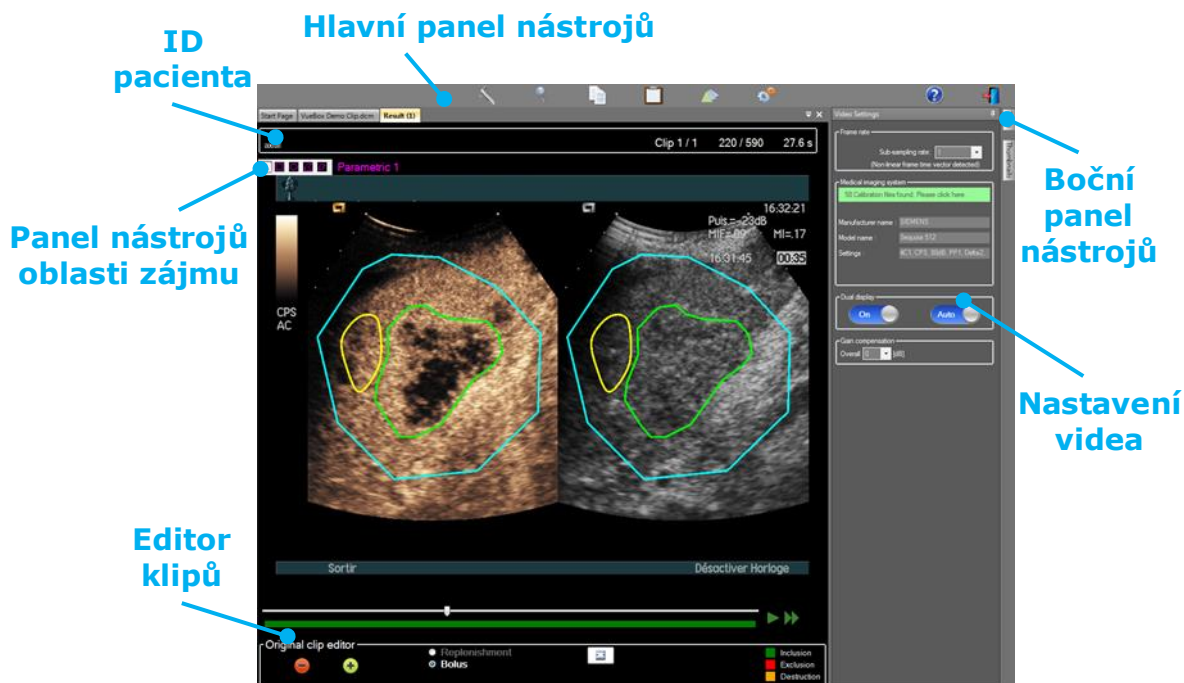 Hlavní panel nástrojů
ID
pacienta
Start Page
VueBox Demo Clip.dcm
Result (1)
Video Settings
Clip 1 / 1 220 / 590 27.6 s
Frame rate
Sub-sampling rate:
(Non-linear frame time vector detected)
Thumbnails
Parametric 1
Medical imaging system
Calibration files found. Please click here.
Manufacturer name SIEMENS
Model name Sequoia 512
Settings
Boční
panel
nástrojů
Panel nástrojů
oblasti zájmu
16:32:21
MI=.17
16:31:45 00:35
CPS
AC
Dual display
On Auto
Gain compensation
Overall 0 [dB]
Nastavení
videa
Editor
klipů
Sortir Désactiver Horloge
Original clip editor
Replenishment
Bolus
Inclusion
Exclusion
Destruction